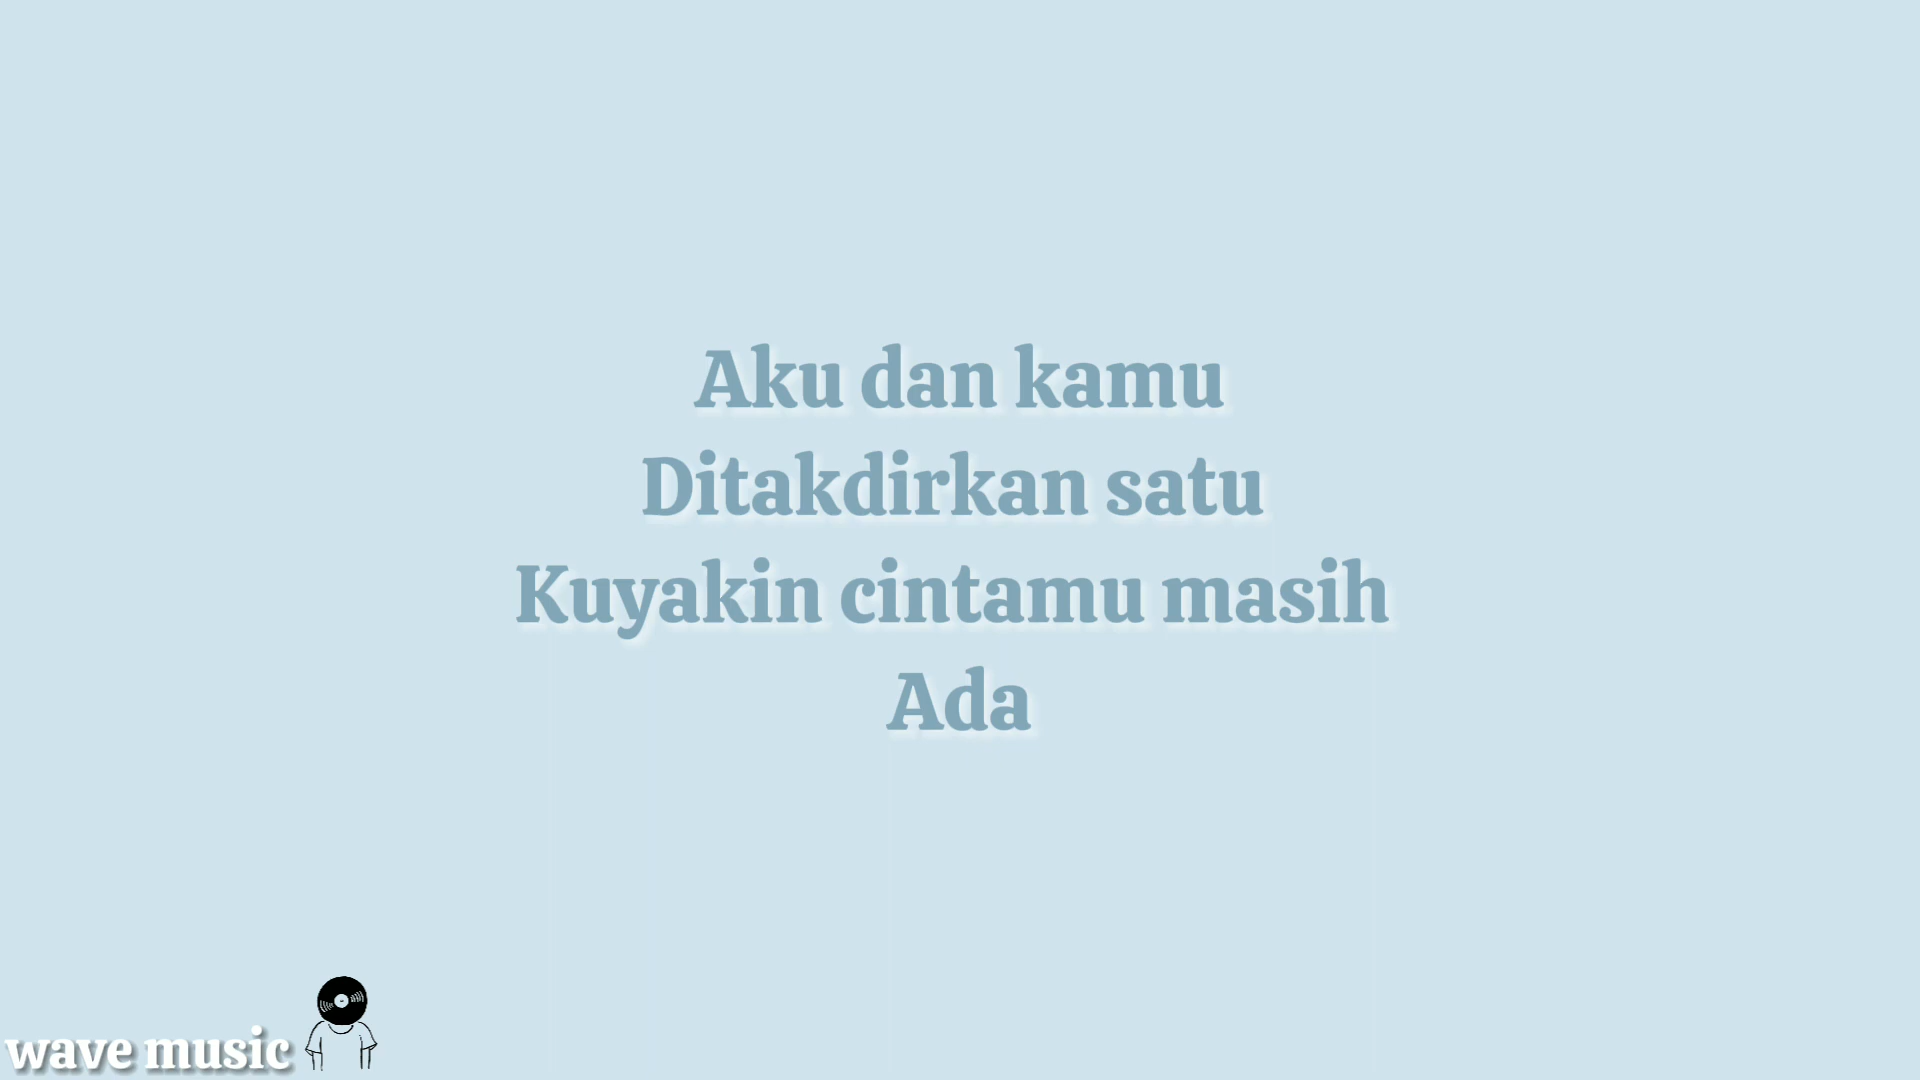 Aku dan kamu
Ditakdirkan satu
Kuyakin cintamu masih
Ada
wave music